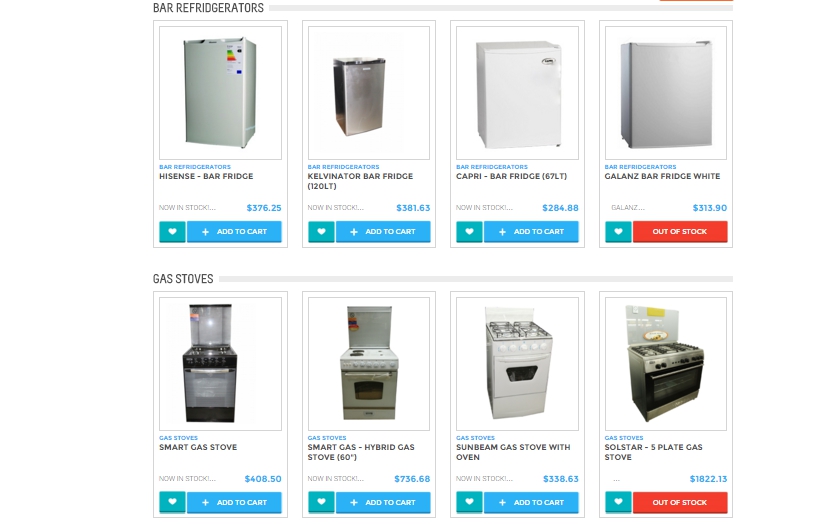 BAR REFRIDGERATORS
BAR REFRIDGERATORS
HISENSE - BAR FRIDGE
NOW IN STOCK!...
$376.25
ADD TO CART
BAR REFRIDGERATORS
KELVINATOR BAR FRIDGE
(120LT)
NOW IN STOCK!...
$381.63
ADD TO CART
BAR REFRIDGERATORS
CAPRI - BAR FRIDGE (67LT)
NOW IN STOCK!...
$284.88
ADD TO CART
BAR REFRIDGERATORS
GALANZ BAR FRIDGE WHITE
GALANZ...
$313.90
OUT OF STOCK
GAS STOVES
GAS STOVES
SMART GAS STOVE
NOW IN STOCK!...
$408.50
ADD TO CART
GAS STOVES
SMART GAS - HYBRID GAS
STOVE (60")
NOW IN STOCK!...
$736.68
ADD TO CART
GAS STOVES
SUNBEAM GAS STOVE WITH
OVEN
NOW IN STOCK!...
$338.63
ADD TO CART
GAS STOVES
SOLSTAR - 5 PLATE GAS
STOVE
...
$1822.13
OUT OF STOCK